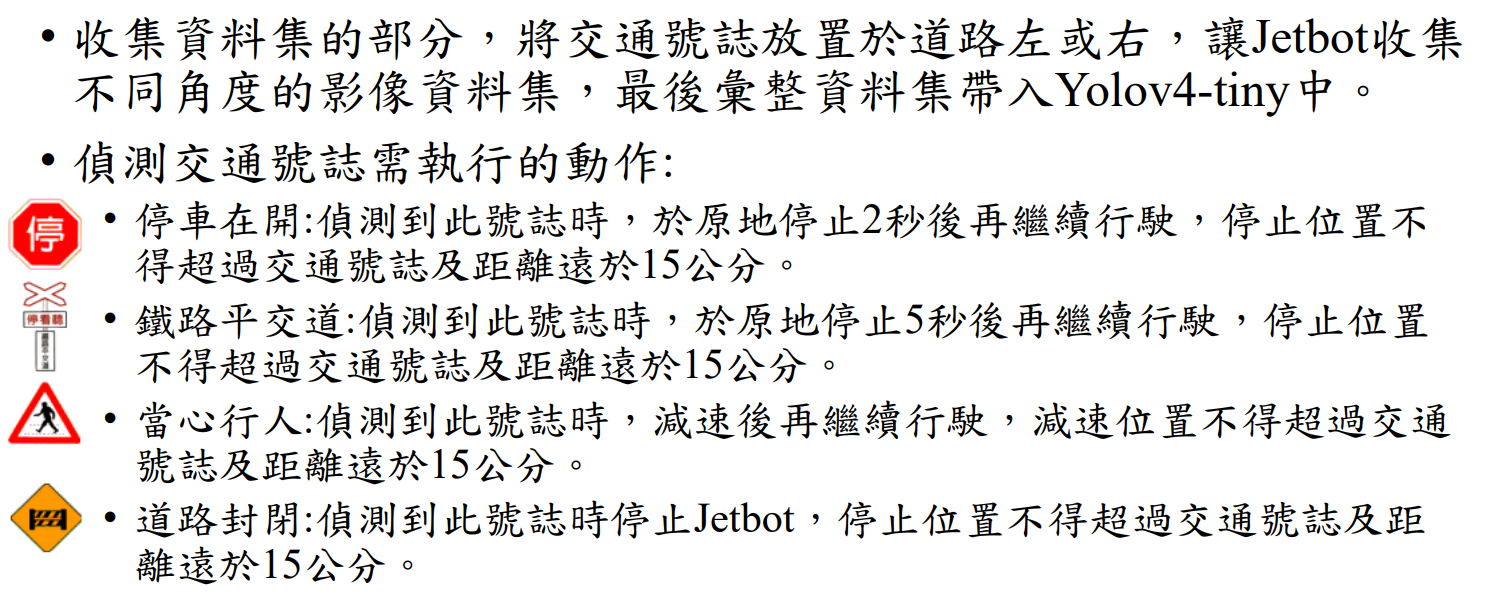 • 收集資料集的部分，將交通號誌放置於道路左或右，讓Jetbot收集
不同角度的影像資料集，最後彙整資料集帶入Yolov4-tiny中。
• 偵測交通號誌需執行的動作:
停
• 停車在開:偵測到此號誌時，於原地停止2秒後再繼續行駛，停止位置不
得超過交通號誌及距離遠於15公分。
停看聽
鐵路平交道
• 鐵路平交道:偵測到此號誌時，於原地停止5秒後再繼續行駛，停止位置
不得超過交通號誌及距離遠於15公分。
• 當心行人:偵測到此號誌時，減速後再繼續行駛，減速位置不得超過交通
號誌及距離遠於15公分。
• 道路封閉:偵測到此號誌時停止Jetbot，停止位置不得超過交通號誌及距
離遠於15公分。